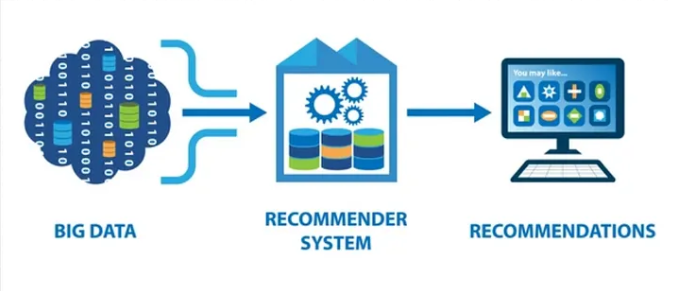 You may like...
BIG DATA
RECOMMENDER
SYSTEM
RECOMMENDATIONS